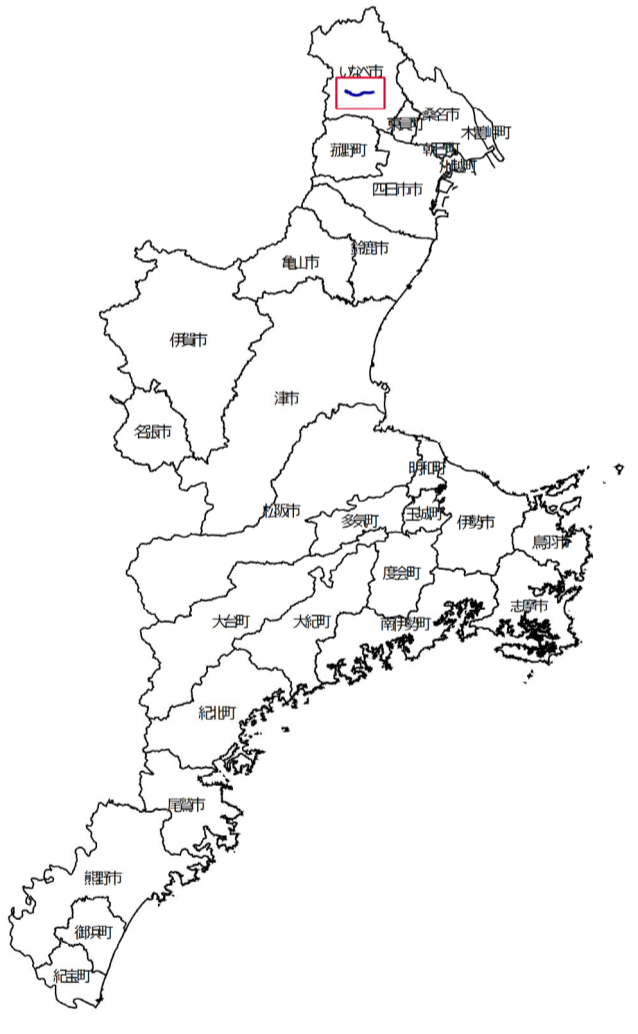 いなべ市
桑名市
東員町
木曽岬町
朝日町
川越町
菰野町
四日市市
鈴鹿市
亀山市
伊賀市
津市
名張市
明和町
松阪市
多気町
玉城町
伊勢市
鳥羽市
度会町
志摩市
大台町
大紀町
南伊勢町
紀北町
尾鷲市
熊野市
御浜町
紀宝町